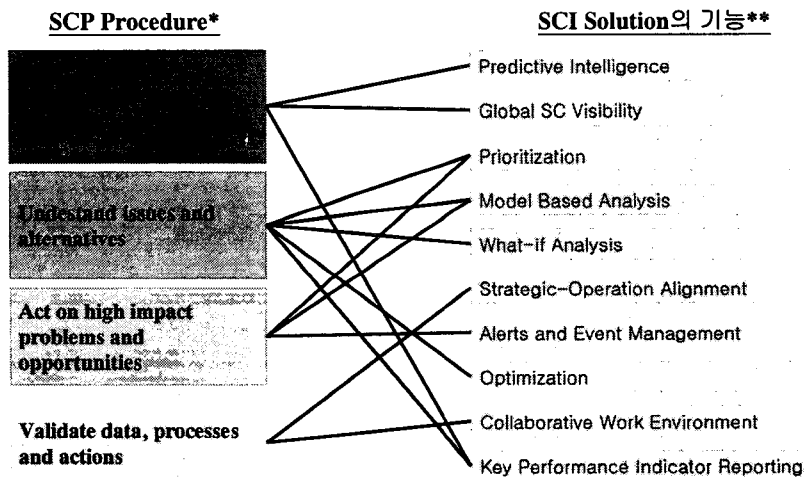 SCP Procedure*
SCI Solution의 기능**
Undestand issues and
alternatives
Act on high impact
problems and
opportunities
Validate data, processes
and actions
Predictive Intelligence
Global SC Visibility
Prioritization
Model Based Analysis
What-if Analysis
Strategic-Operation Alignment
Alerts and Event Management
Optimization
Collaborative Work Environment
Key Performance Indicator Reporting